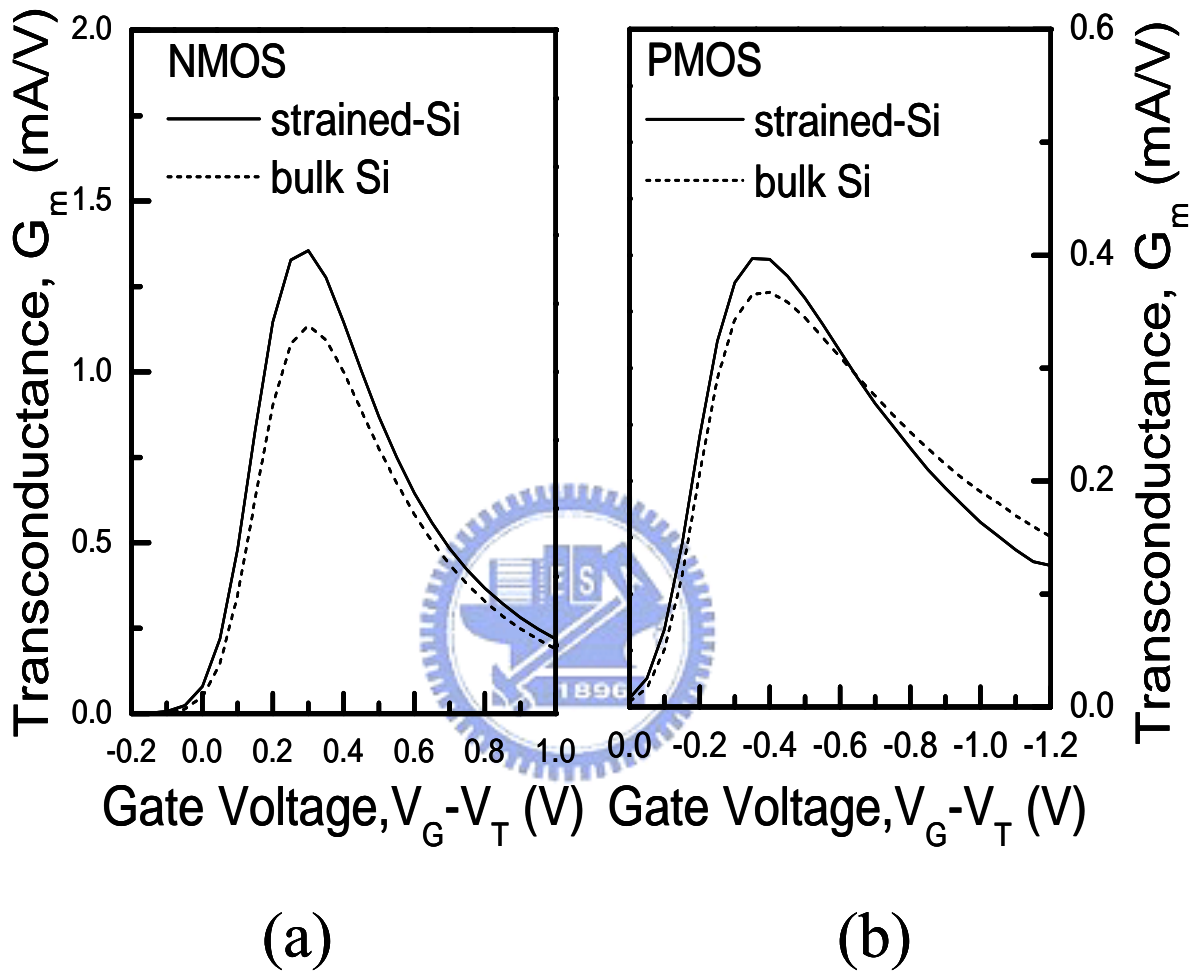 Transconductance, Gm (mA/V)
2.0
1.5
1.0
0.5
0.0
NMOS
strained-Si
bulk Si
-0.2 0.0 0.2 0.4 0.6 0.8 1.0
Gate Voltage,VG-VT (V)
(a)
PMOS
strained-Si
bulk Si
0.6
0.4
0.2
0.0
Transconductance, Gm (mA/V)
0.0 -0.2 -0.4 -0.6 -0.8 -1.0 -1.2
Gate Voltage,VG-VT (V)
(b)
E S
1896